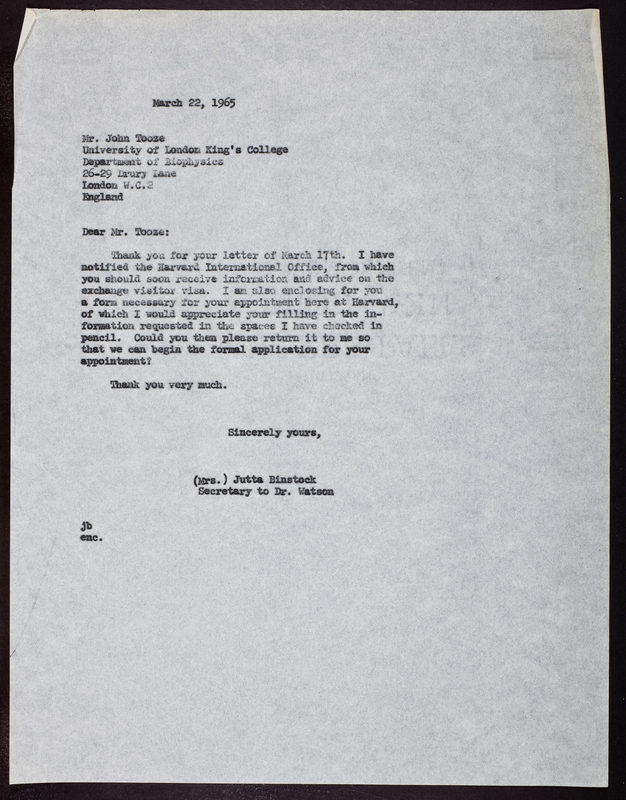 March 22, 1965
Mr. John Tooze
University of London King's College
Department of Biophysics
26-29 Drury Lane
London W.C.2
England
Dear Mr. Tooze:
Thank you for your letter of March 17th. I have
notified the Harvard International Office, from which
you should soon receive information and advice on the
exchange visitor visa. I am also enclosing for you
a form necessary for your appointment here at Harvard,
of which I would appreciate your filling in the in-
formation requested in the spaces I have checked in
pencil. Could you then please return it to me so
that we can begin the formal application for your
appointment?
Thank you very much.
Sincerely yours,
(Mrs.) Jutta Binstock
Secretary to Dr. Watson
jb
enc.